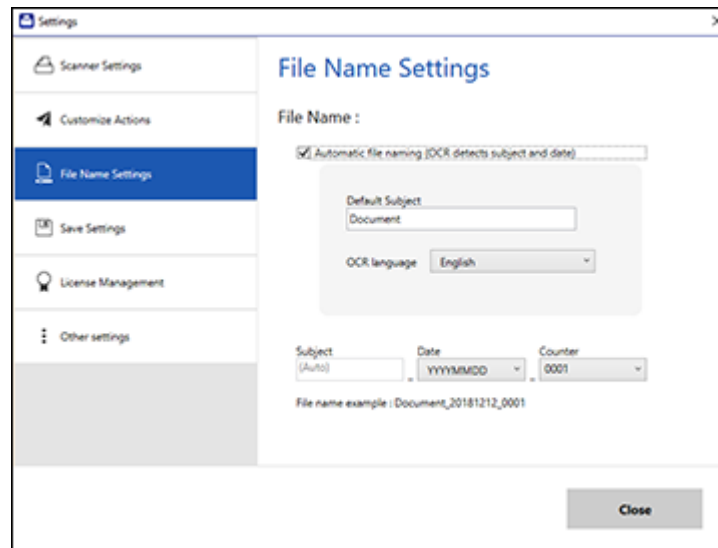 Settings
Scanner Settings
Customize Actions
File Name Settings
Save Settings
License Management
Other settings
File Name Settings
File Name :
Automatic file naming (OCR detects subject and date)
Default Subject
Document
OCR language English
Subject Date Counter
(Auto) _ YYYYMMDD _ 0001
File name example : Document_20181212_0001
Close